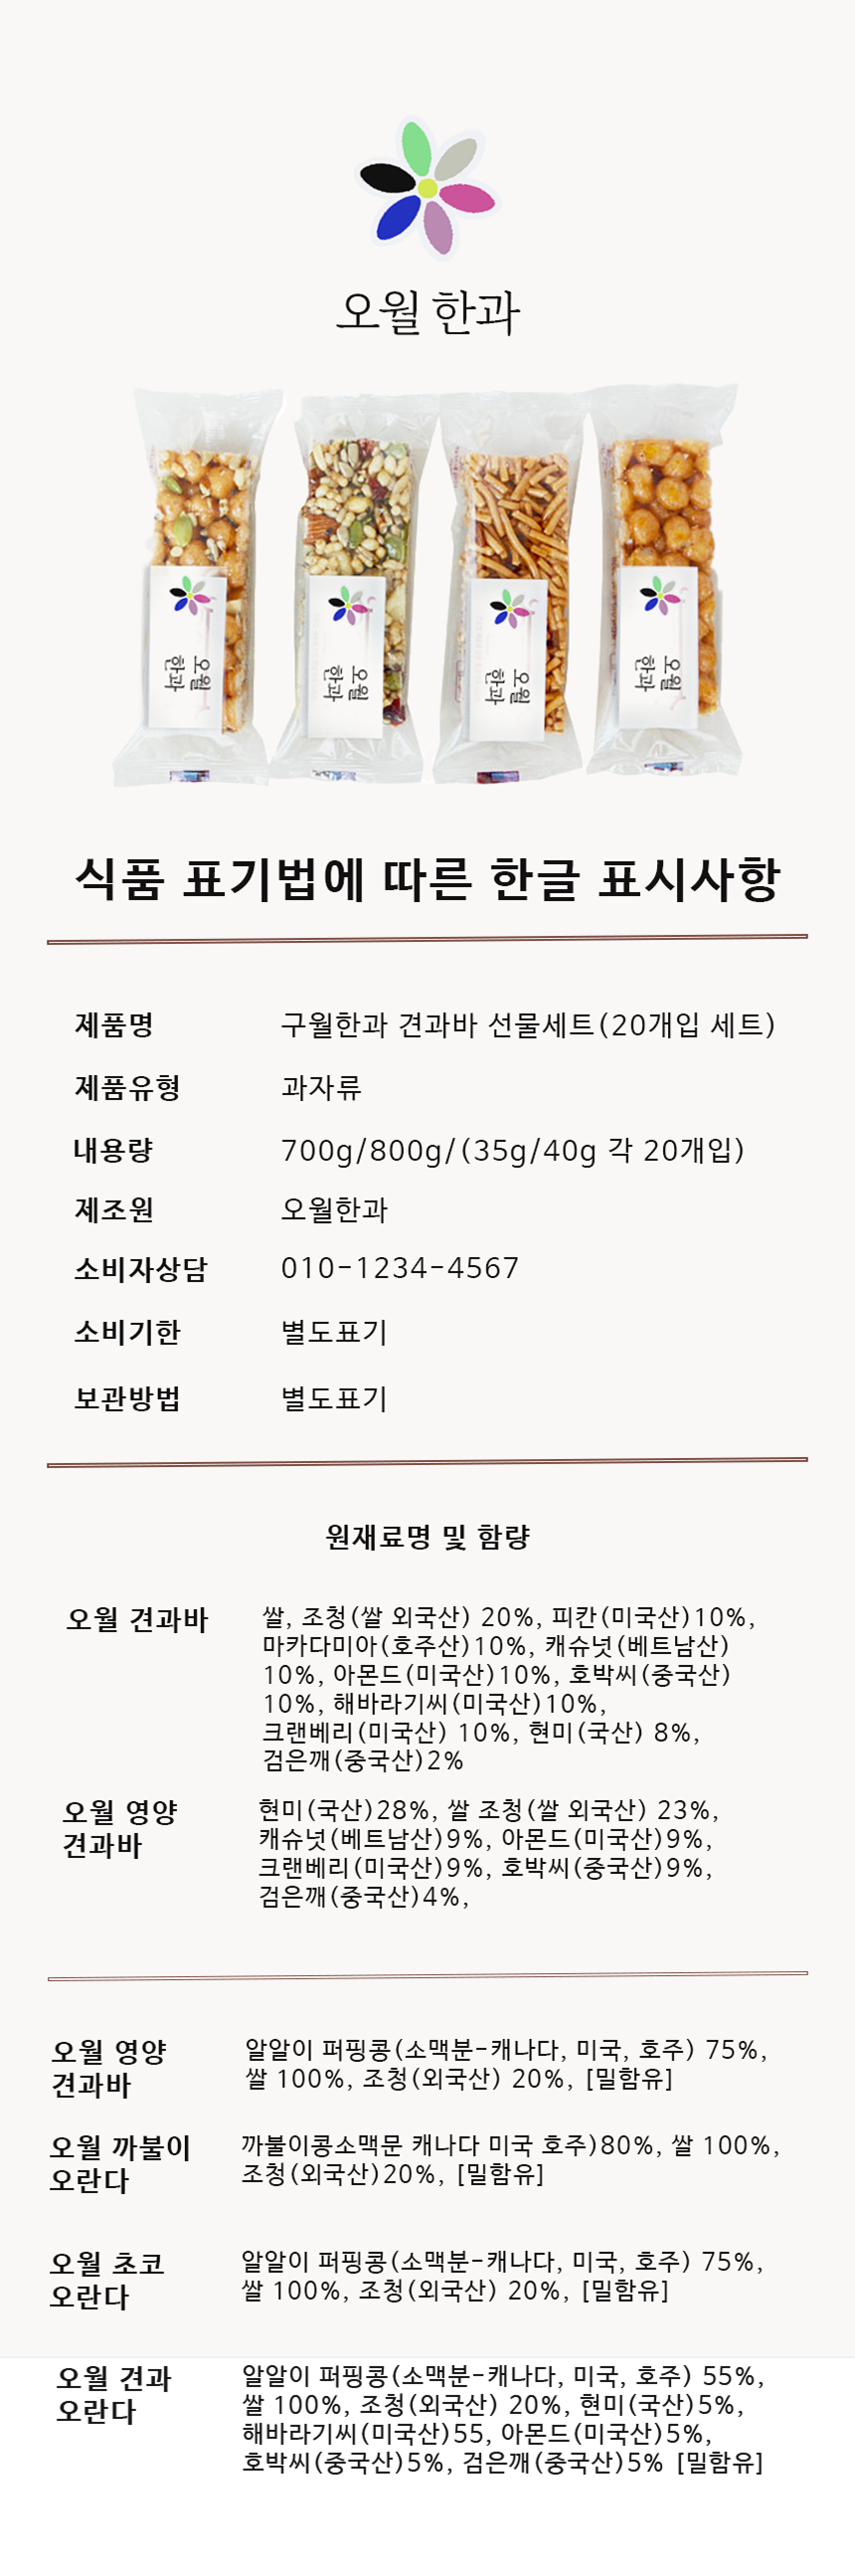 오월 한과
오월
한과
오월
한과
오월
한과
오월
한과
식품 표기법에 따른 한글 표시사항
제품명 구월한과 견과바 선물세트(20개입 세트)
제품유형 과자류
내용량 700g/800g/(35g/40g 각 20개입)
제조원 오월한과
소비자상담 010-1234-4567
소비기한 별도표기
보관방법 별도표기
원재료명 및 함량
오월 견과바
쌀, 조청(쌀 외국산) 20%, 피칸(미국산)10%,
마카다미아(호주산)10%, 캐슈넛(베트남산)
10%, 아몬드(미국산)10%, 호박씨(중국산)
10%, 해바라기씨(미국산)10%,
크랜베리(미국산) 10%, 현미(국산) 8%,
검은깨(중국산)2%
오월 영양
견과바
현미(국산)28%, 쌀 조청(쌀 외국산) 23%,
캐슈넛(베트남산)9%, 아몬드(미국산)9%,
크랜베리(미국산)9%, 호박씨(중국산)9%,
검은깨(중국산)4%,
오월 영양
견과바
알알이 퍼핑콩(소맥분-캐나다, 미국, 호주) 75%,
쌀 100%, 조청(외국산) 20%, [밀함유]
오월 까불이
오란다
까불이콩소맥문 캐나다 미국 호주)80%, 쌀 100%,
조청(외국산)20%, [밀함유]
오월 초코
오란다
알알이 퍼핑콩(소맥분-캐나다, 미국, 호주) 75%,
쌀 100%, 조청(외국산) 20%, [밀함유]
오월 견과
오란다
알알이 퍼핑콩(소맥분-캐나다, 미국, 호주) 55%,
쌀 100%, 조청(외국산) 20%, 현미(국산)5%,
해바라기씨(미국산)55, 아몬드(미국산)5%,
호박씨(중국산)5%, 검은깨(중국산)5% [밀함유]